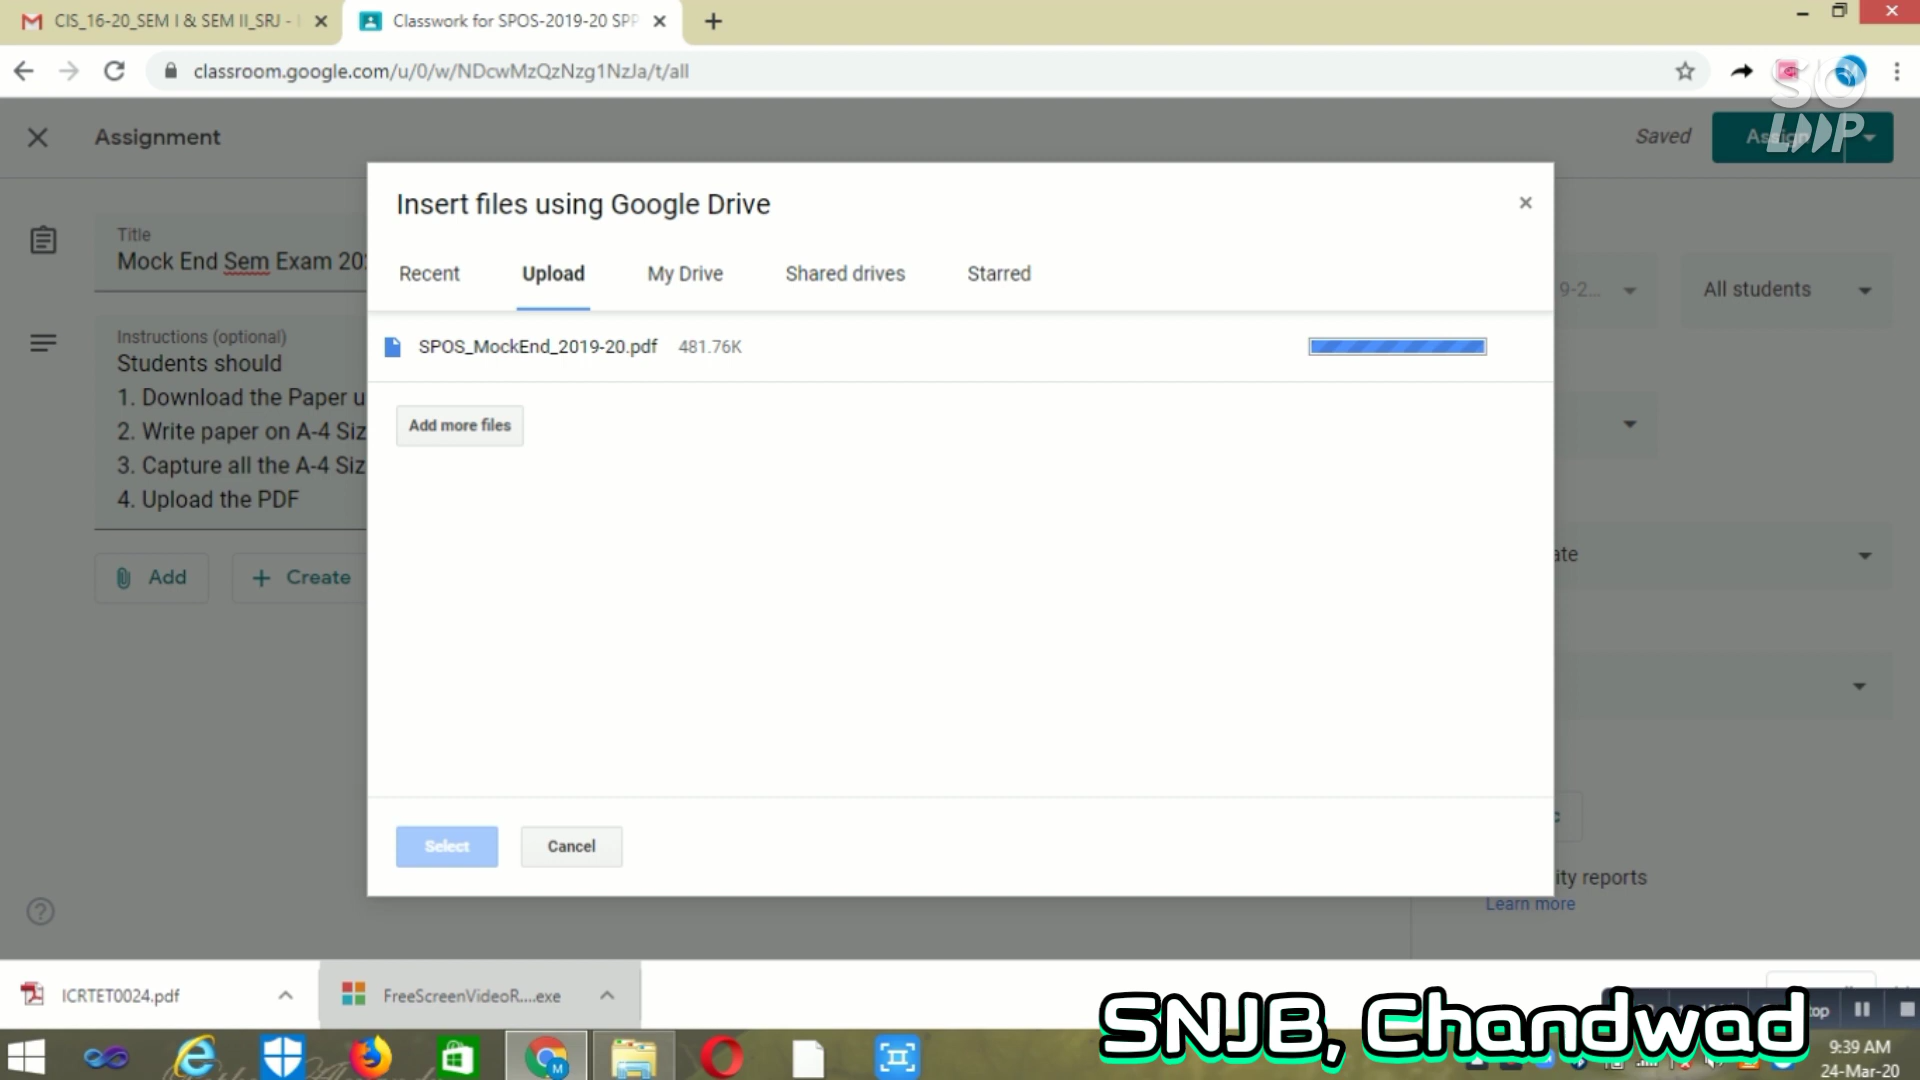 CIS_16-20_SEM I & SEM II_SRJ -
Classwork for SPOS-2019-20 SPP
classroom.google.com/u/0/w/NDcwMzQzNzg1NzJa/t/all
SO
LOOP
Assignment
Saved
Assign
Insert files using Google Drive
Recent
Upload
My Drive
Shared drives
Starred
Title
Mock End Sem Exam
All students
SPOS_MockEnd_2019-20.pdf 481.76K
Instructions (optional)
Students should
1. Download the Paper
2. Write paper on A-4
3. Capture all the A-4
4. Upload the PDF
Add more files
Add
Create
Select
Cancel
reports
Learn more
ICRTET0024.pdf
FreeScreenVideoR....exe
SNJB, Chandwad
9:39 AM
24-Mar-20